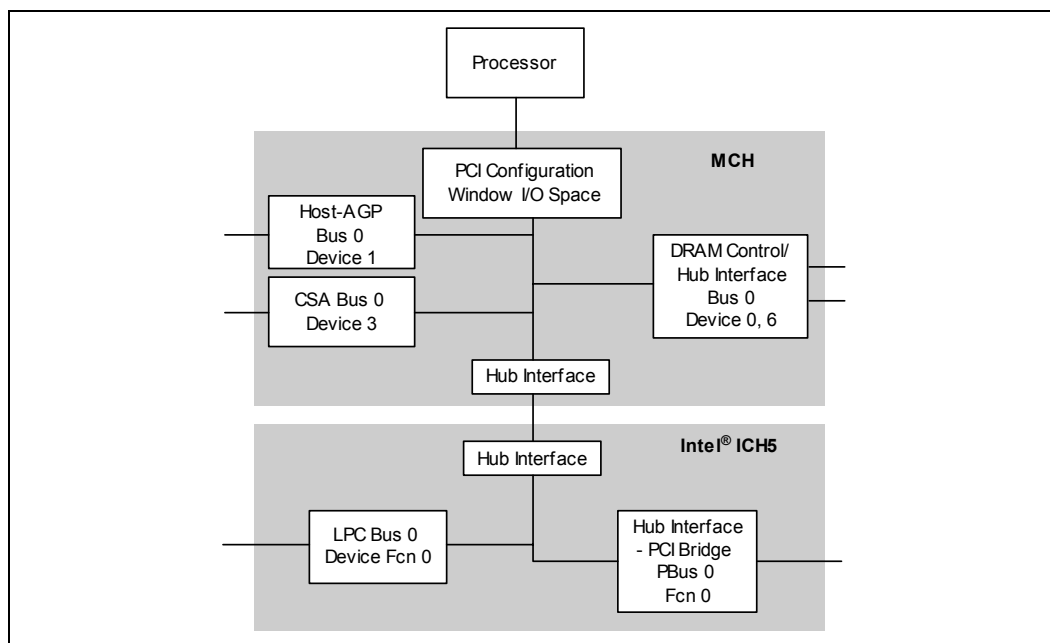 Processor
PCI Configuration
Window I/O Space
MCH
Host-AGP
Bus 0
Device 1
DRAM Control/
Hub Interface
Bus 0
Device 0, 6
CSA Bus 0
Device 3
Hub Interface
Intel® ICH5
Hub Interface
LPC Bus 0
Device Fcn 0
Hub Interface
- PCI Bridge
PBus 0
Fcn 0